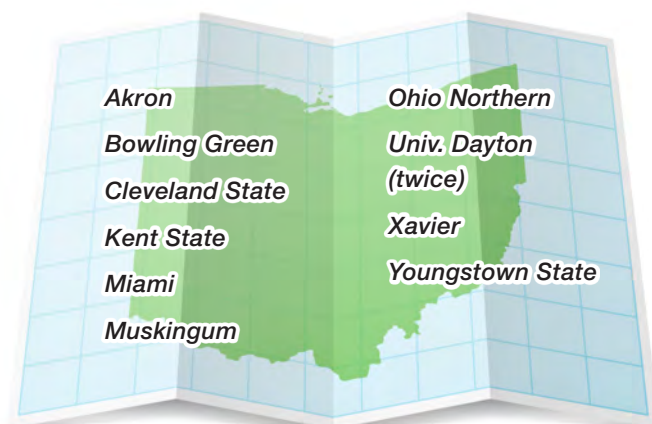 Akron
Bowling Green
Cleveland State
Kent State
Miami
Muskingum
Ohio Northern
Univ. Dayton
(twice)
Xavier
Youngstown State